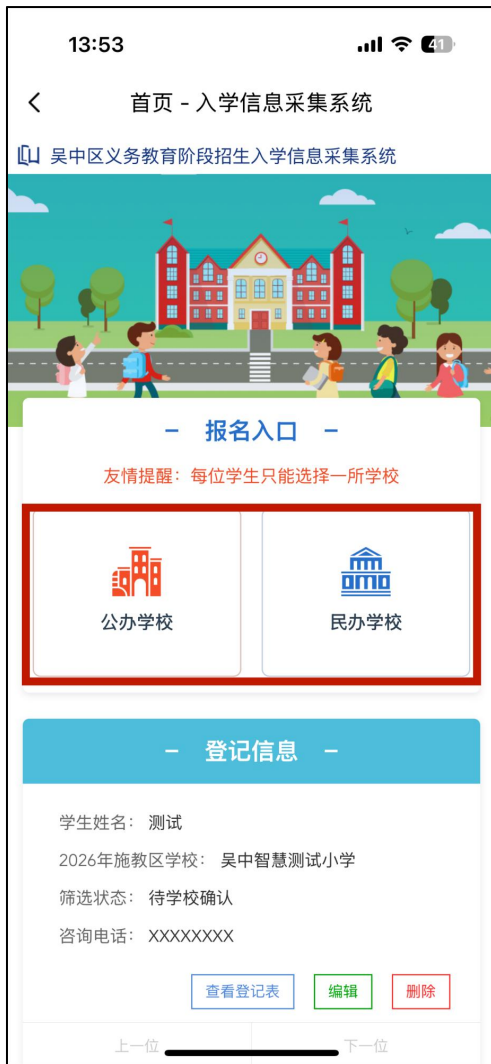 13:53
41
首页 - 入学信息采集系统
吴中区义务教育阶段招生入学信息采集系统
- 报名入口 -
友情提醒：每位学生只能选择一所学校
公办学校 民办学校
- 登记信息 -
学生姓名： 测试
2026年施教区学校： 吴中智慧测试小学
筛选状态： 待学校确认
咨询电话： XXXXXXXX
查看登记表 编辑 删除
上一位 下一位